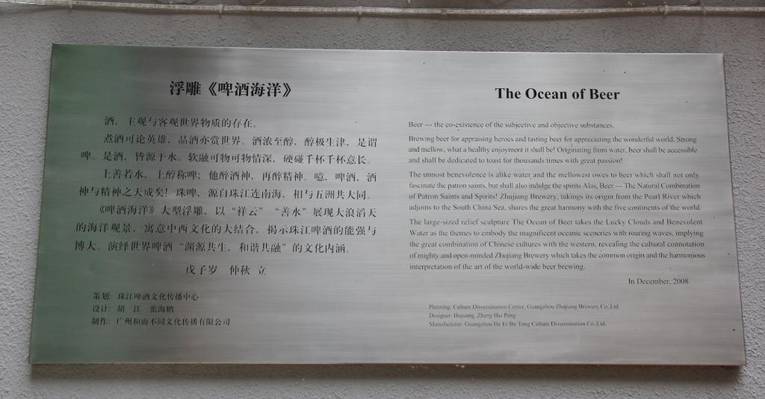 浮雕《啤酒海洋》
酒，主观与客观世界物质的存在。
煮酒可论英雄，品酒亦赏世界。酒浓至醇，醇极生津，是谓
啤。是酒，皆源于水。软融可物可物情深，硬碰千杯千杯意长。
上善若水，上醇称啤；他醉酒神，再醉精神。噫，啤酒，酒
神与精神之天成矣！珠啤，源自珠江连南海，相与五洲共大同。
《啤酒海洋》大型浮雕，以“祥云”、“善水”展现大浪滔天
的海洋观景，寓意中西文化的大结合，揭示珠江啤酒的能强与
博大，演绎世界啤酒“渊源共生，和谐共融”的文化内涵。
戊子岁 仲秋 立
策划：珠江啤酒文化传播中心
设计：胡 江 张海鹏
制作：广州和而不同文化传播有限公司
The Ocean of Beer
Beer --- the co-existence of the subjective and objective substances.
Brewing beer for appraising heroes and tasting beer for appreciating the wonderful world. Strong
and mellow, what a healthy enjoyment it shall be! Originating from water, beer shall be accessible
and shall be dedicated to toast for thousands times with great passion!
The utmost benevolence is alike water and the mellowest owes to beer which shall not only
fascinate the patron saints, but shall also indulge the spirits Alas, Beer --- The Natural Combination
of Patron Saints and Spirits! Zhujiang Brewery, takings its origin from the Pearl River which
adjoins to the South China Sea, shares the great harmony with the five continents of the world.
The large-sized relief sculpture The Ocean of Beer takes the Lucky Clouds and Benevolent
Water as the themes to embody the magnificent oceanic sceneries with roaring waves, implying
the great combination of Chinese cultures with the western, revealing the cultural connotation
of mighty and open-minded Zhujiang Brewery which takes the common origin and the harmonious
interpretation of the art of the world-wide beer brewing.
In December, 2008
Planning: Culture Dissemination Center, Guangzhou Zhujiang Brewery Co.,Ltd.
Designer: Hujiang, Zhang Hai Peng
Manufacturer: Guangzhou He Er Bu Tong Culture Dissemination Co.,Ltd.